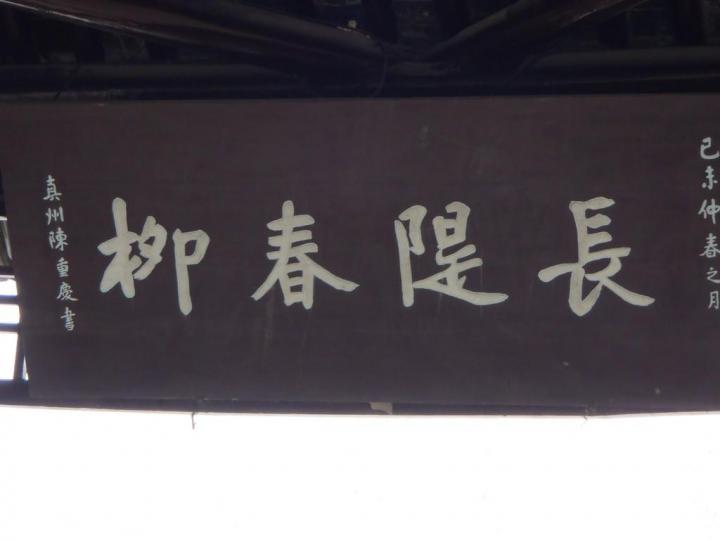 己未仲春之月
長隄春柳
真州陳重慶書